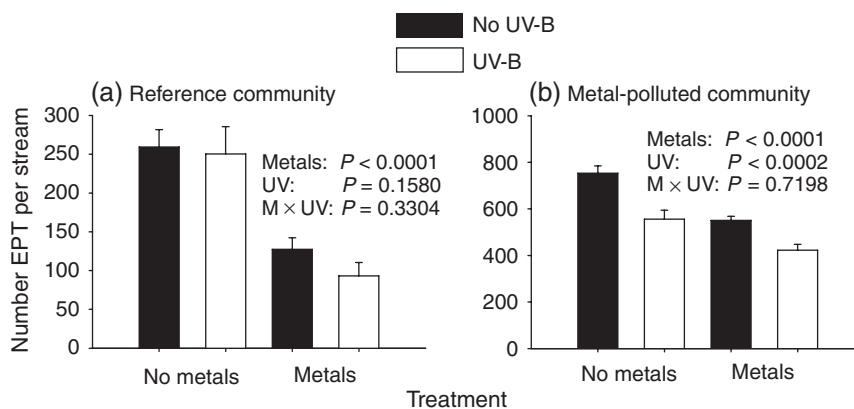 No UV-B
UV-B
(a) Reference community
300
250
200
150
100
50
0
Number EPT per stream
Metals: P < 0.0001
UV: P = 0.1580
M × UV: P = 0.3304
No metals Metals
(b) Metal-polluted community
1000
800
600
400
200
0
Metals: P < 0.0001
UV: P < 0.0002
M × UV: P = 0.7198
No metals Metals
Treatment